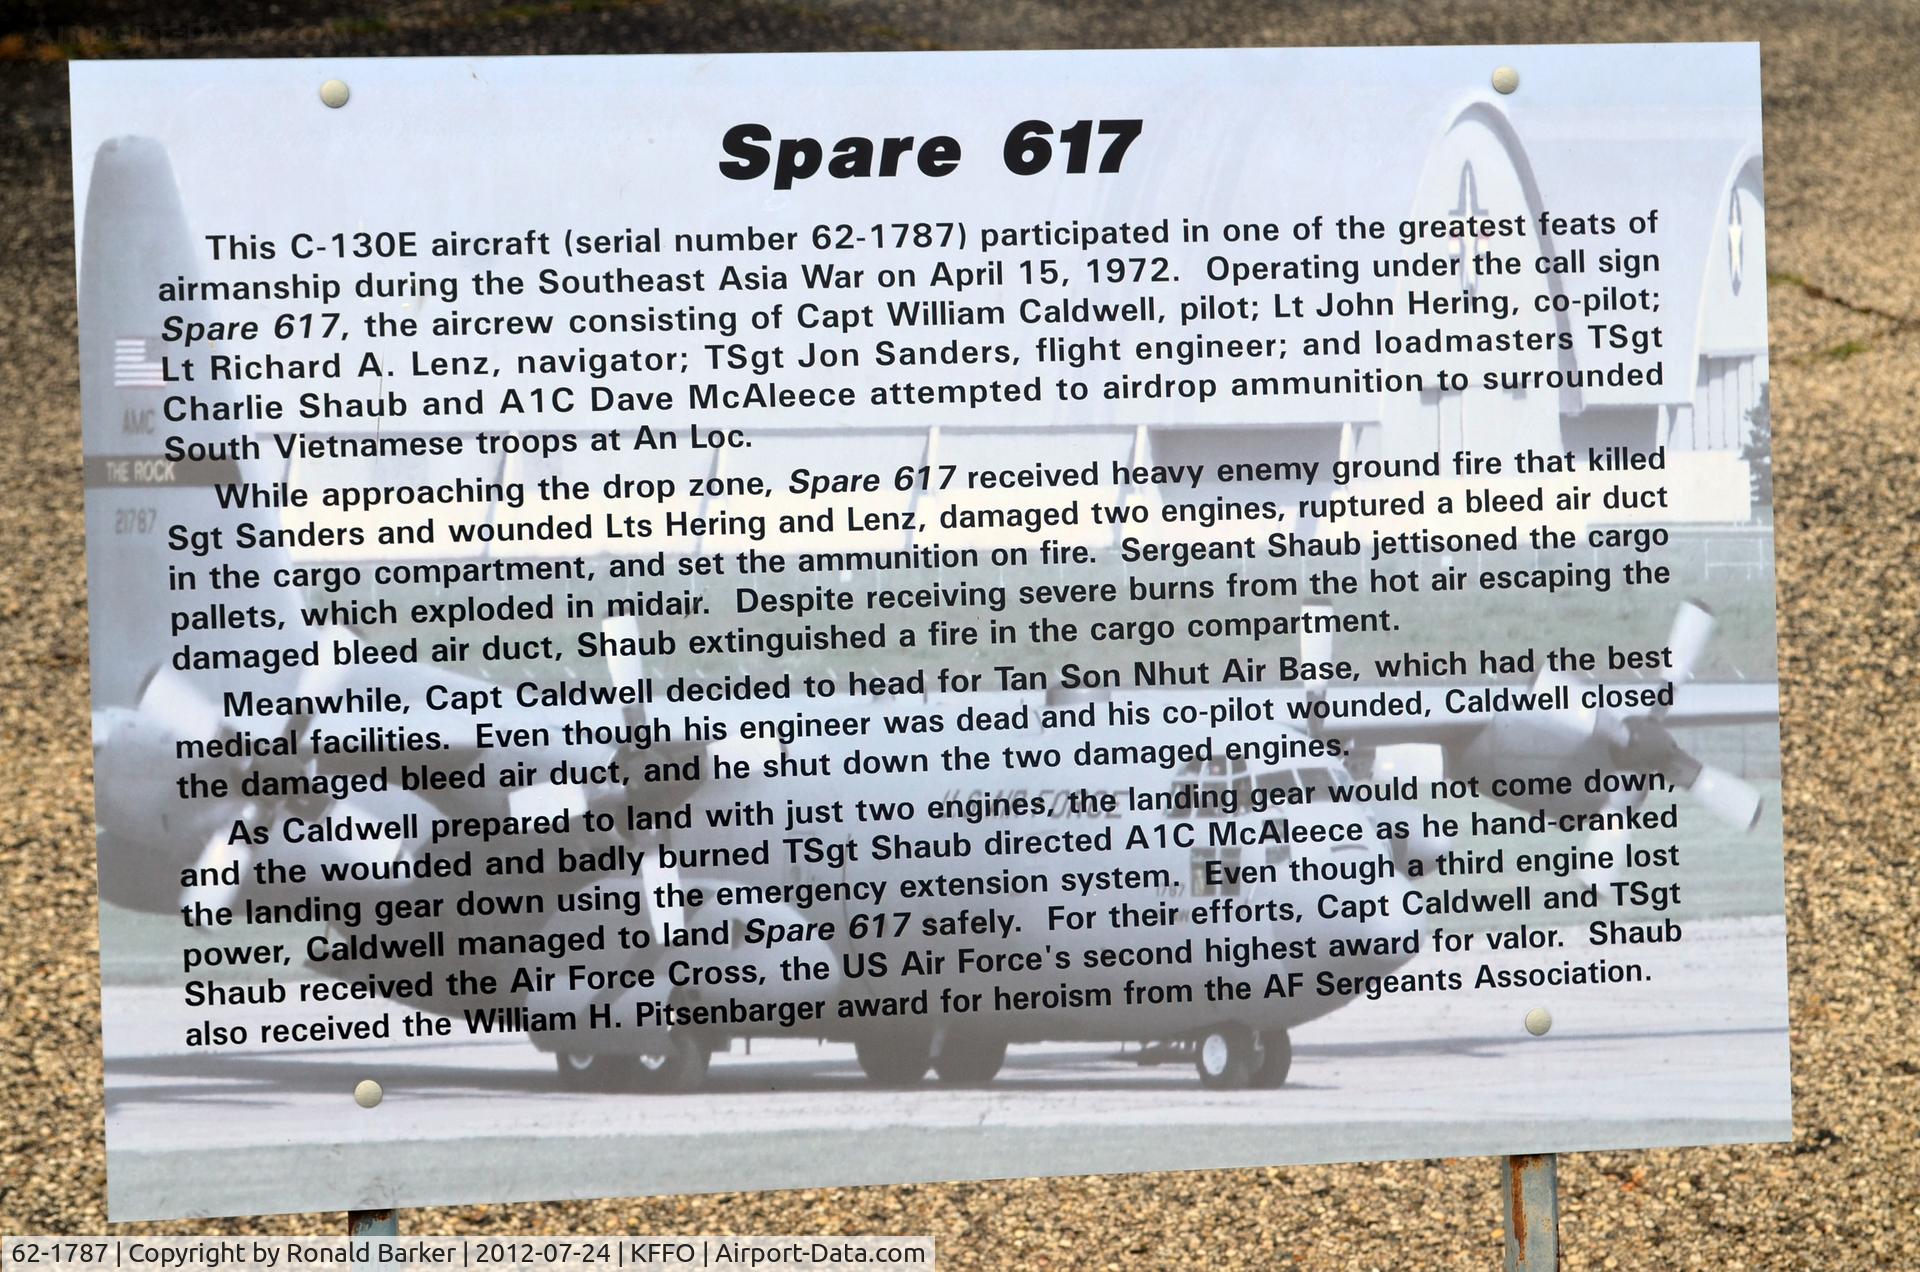 Spare 617
This C-130E aircraft (serial number 62-1787) participated in one of the greatest feats of
airmanship during the Southeast Asia War on April 15, 1972. Operating under the call sign
Spare 617, the aircrew consisting of Capt William Caldwell, pilot; Lt John Hering, co-pilot;
Lt Richard A. Lenz, navigator; TSgt Jon Sanders, flight engineer; and loadmasters TSgt
Charlie Shaub and A1C Dave McAleece attempted to airdrop ammunition to surrounded
South Vietnamese troops at An Loc.
While approaching the drop zone, Spare 617 received heavy enemy ground fire that killed
Sgt Sanders and wounded Lts Hering and Lenz, damaged two engines, ruptured a bleed air duct
in the cargo compartment, and set the ammunition on fire. Sergeant Shaub jettisoned the cargo
pallets, which exploded in midair. Despite receiving severe burns from the hot air escaping the
damaged bleed air duct, Shaub extinguished a fire in the cargo compartment.
Meanwhile, Capt Caldwell decided to head for Tan Son Nhut Air Base, which had the best
medical facilities. Even though his engineer was dead and his co-pilot wounded, Caldwell closed
the damaged bleed air duct, and he shut down the two damaged engines.
As Caldwell prepared to land with just two engines, the landing gear would not come down,
and the wounded and badly burned TSgt Shaub directed A1C McAleece as he hand-cranked
the landing gear down using the emergency extension system. Even though a third engine lost
power, Caldwell managed to land Spare 617 safely. For their efforts, Capt Caldwell and TSgt
Shaub received the Air Force Cross, the US Air Force's second highest award for valor. Shaub
also received the William H. Pitsenbarger award for heroism from the AF Sergeants Association.
AMC
THE ROCK
21787
U.S. AIR FORCE
62-1787 | Copyright by Ronald Barker | 2012-07-24 | KFFO | Airport-Data.com